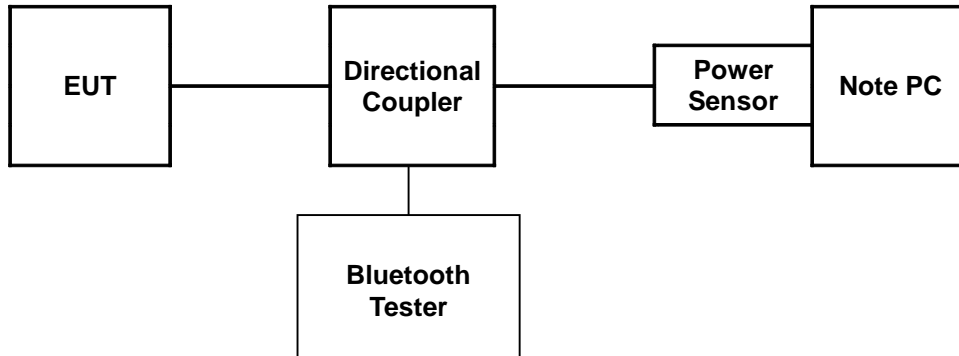 EUT
Directional
Coupler
Power
Sensor
Note PC
Bluetooth
Tester